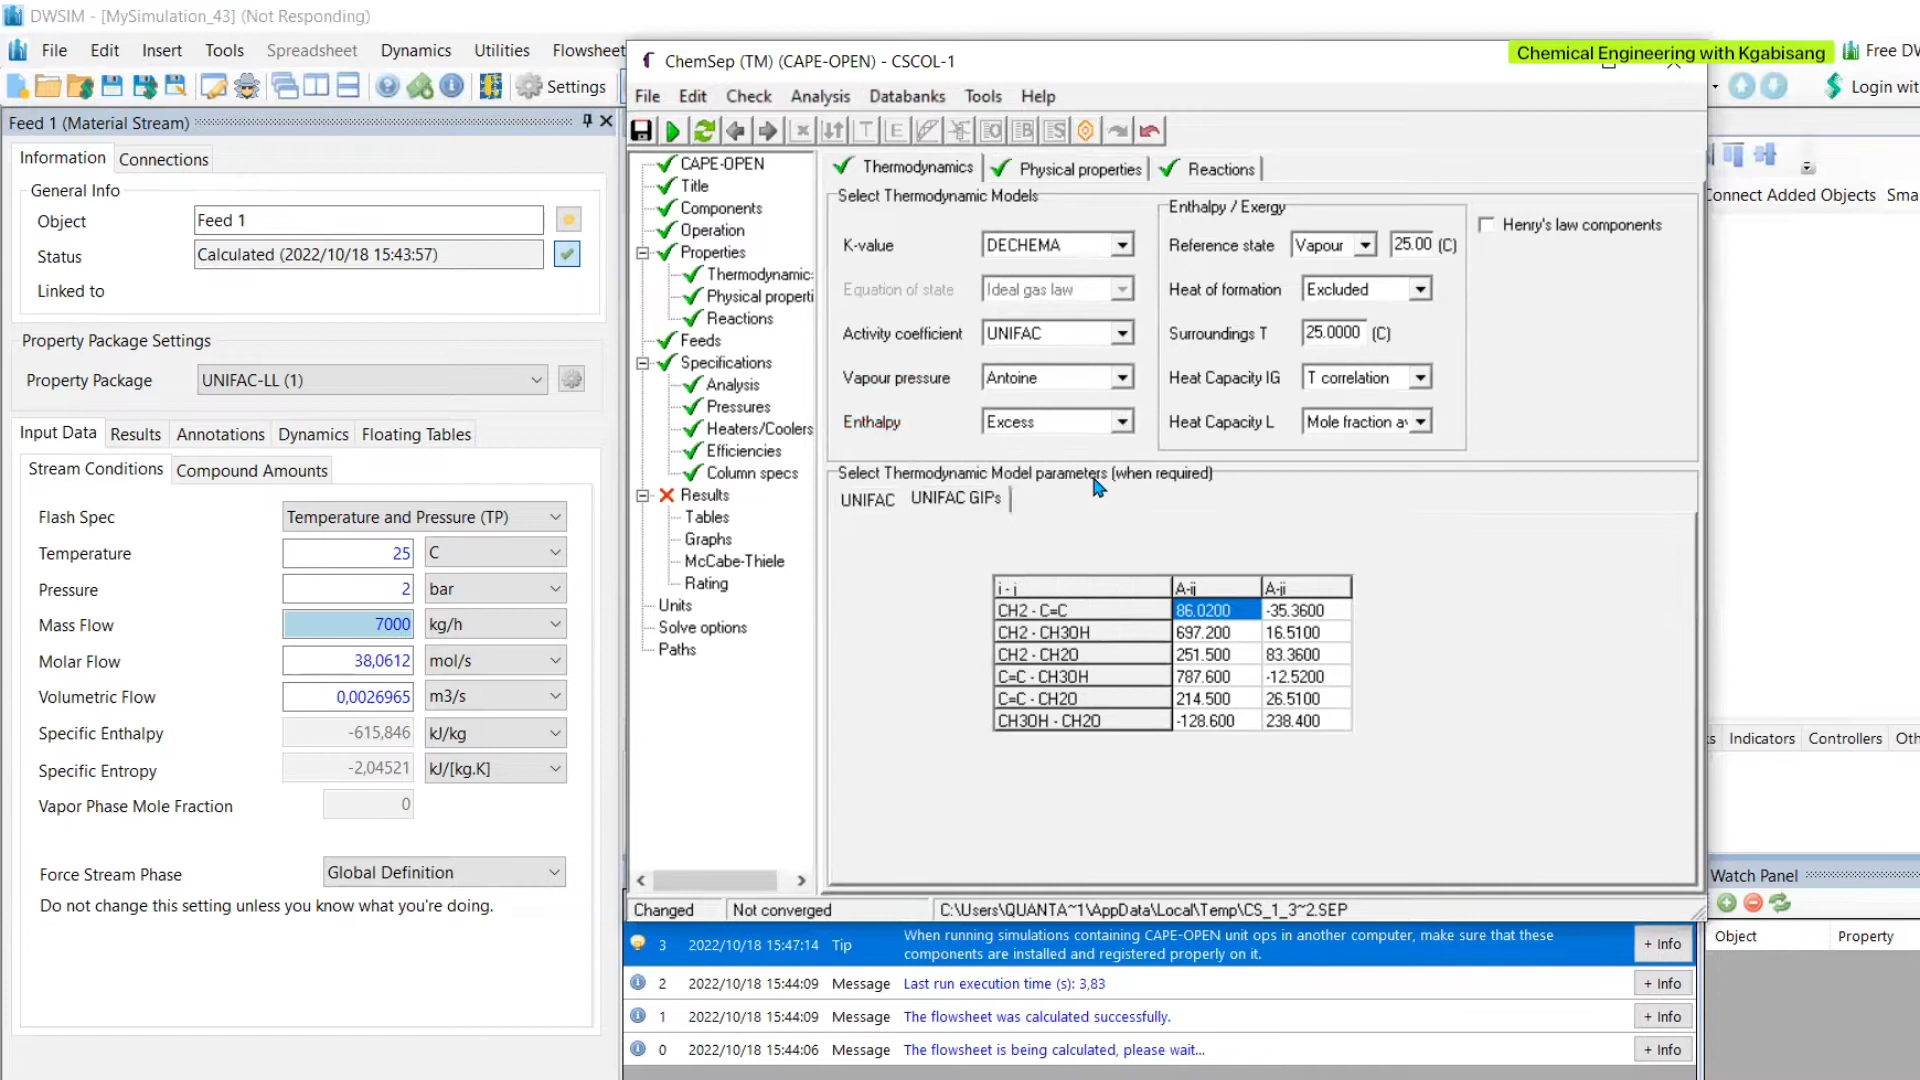 DWSIM - [MySimulation_43] (Not Responding)
File Edit Insert Tools Spreadsheet Dynamics Utilities Flowsheet
Settings
Chemical Engineering with Kgabisang
Free DW
Login wit
Feed 1 (Material Stream)
Information Connections
General Info
Object Feed 1
Status Calculated (2022/10/18 15:43:57)
Linked to
Property Package Settings
Property Package UNIFAC-LL (1)
Input Data Results Annotations Dynamics Floating Tables
Stream Conditions Compound Amounts
Flash Spec Temperature and Pressure (TP)
Temperature 25 C
Pressure 2 bar
Mass Flow 7000 kg/h
Molar Flow 38,0612 mol/s
Volumetric Flow 0,0026965 m3/s
Specific Enthalpy -615,846 kJ/kg
Specific Entropy -2,04521 kJ/[kg.K]
Vapor Phase Mole Fraction 0
Force Stream Phase Global Definition
Do not change this setting unless you know what you're doing.
ChemSep (TM) (CAPE-OPEN) - CSCOL-1
File Edit Check Analysis Databanks Tools Help
CAPE-OPEN
Title
Components
Operation
Properties
Thermodynamic:
Physical properti
Reactions
Feeds
Specifications
Analysis
Pressures
Heaters/Coolers
Efficiencies
Column specs
Results
Tables
Graphs
McCabe-Thiele
Rating
Units
Solve options
Paths
Thermodynamics Physical properties Reactions
Select Thermodynamic Models
K-value DECHEMA
Equation of state Ideal gas law
Activity coefficient UNIFAC
Vapour pressure Antoine
Enthalpy Excess
Enthalpy / Exergy
Reference state Vapour 25.00 (C)
Heat of formation Excluded
Surroundings T 25.0000 (C)
Heat Capacity IG T correlation
Heat Capacity L Mole fraction av
Henry's law components
Select Thermodynamic Model parameters (when required)
UNIFAC UNIFAC GIPs
i - j A-ij A-ji
CH2 - C=C 86.0200 -35.3600
CH2 - CH3OH 697.200 16.5100
CH2 - CH2O 251.500 83.3600
C=C - CH3OH 787.600 -12.5200
C=C - CH2O 214.500 26.5100
CH3OH - CH2O -128.600 238.400
Changed Not converged C:\Users\QUANTA~1\AppData\Local\Temp\CS_1_3~2.SEP
3 2022/10/18 15:47:14 Tip When running simulations containing CAPE-OPEN unit ops in another computer, make sure that these
components are installed and registered properly on it. + Info
2 2022/10/18 15:44:09 Message Last run execution time (s): 3,83 + Info
1 2022/10/18 15:44:09 Message The flowsheet was calculated successfully. + Info
0 2022/10/18 15:44:06 Message The flowsheet is being calculated, please wait... + Info
Connect Added Objects Sma
ks Indicators Controllers Oth
Watch Panel
Object Property